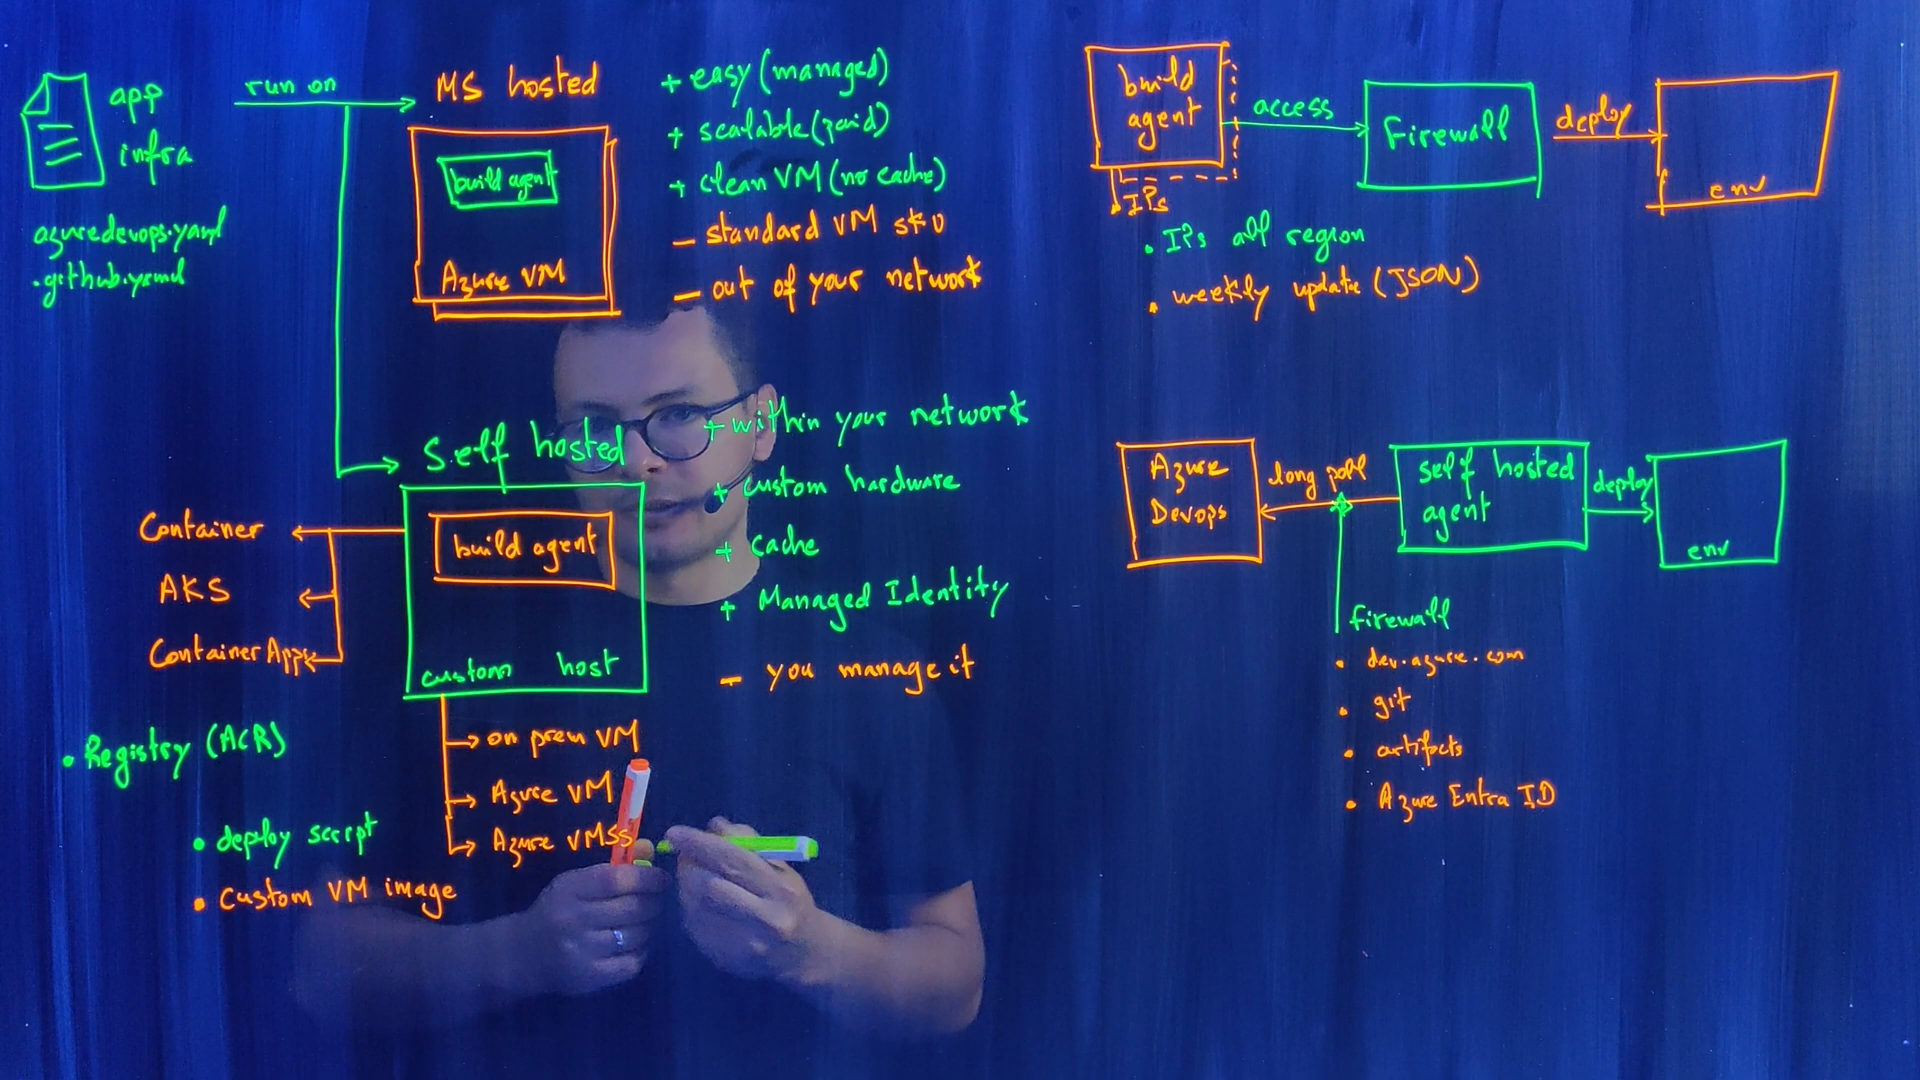 app
infra
azuredevops.yaml
.github.yaml
run on
MS hosted
build agent
Azure VM
+ easy (managed)
+ scalable (paid)
+ clean VM (no cache)
- standard VM SKU
- out of your network
Self hosted
build agent
custom host
Container
AKS
Container Apps
• Registry (ACR)
• deploy script
• custom VM image
on prem VM
Azure VM
Azure VMSS
+ within your network
+ custom hardware
+ cache
+ Managed Identity
- you manage it
build
agent
IPs
access
Firewall
deploy
env
• IPs all region
• weekly update (JSON)
Azure
Devops
long poll
self hosted
agent
deploy
env
firewall
• dev.azure.com
• git
• artifacts
• Azure Entra ID